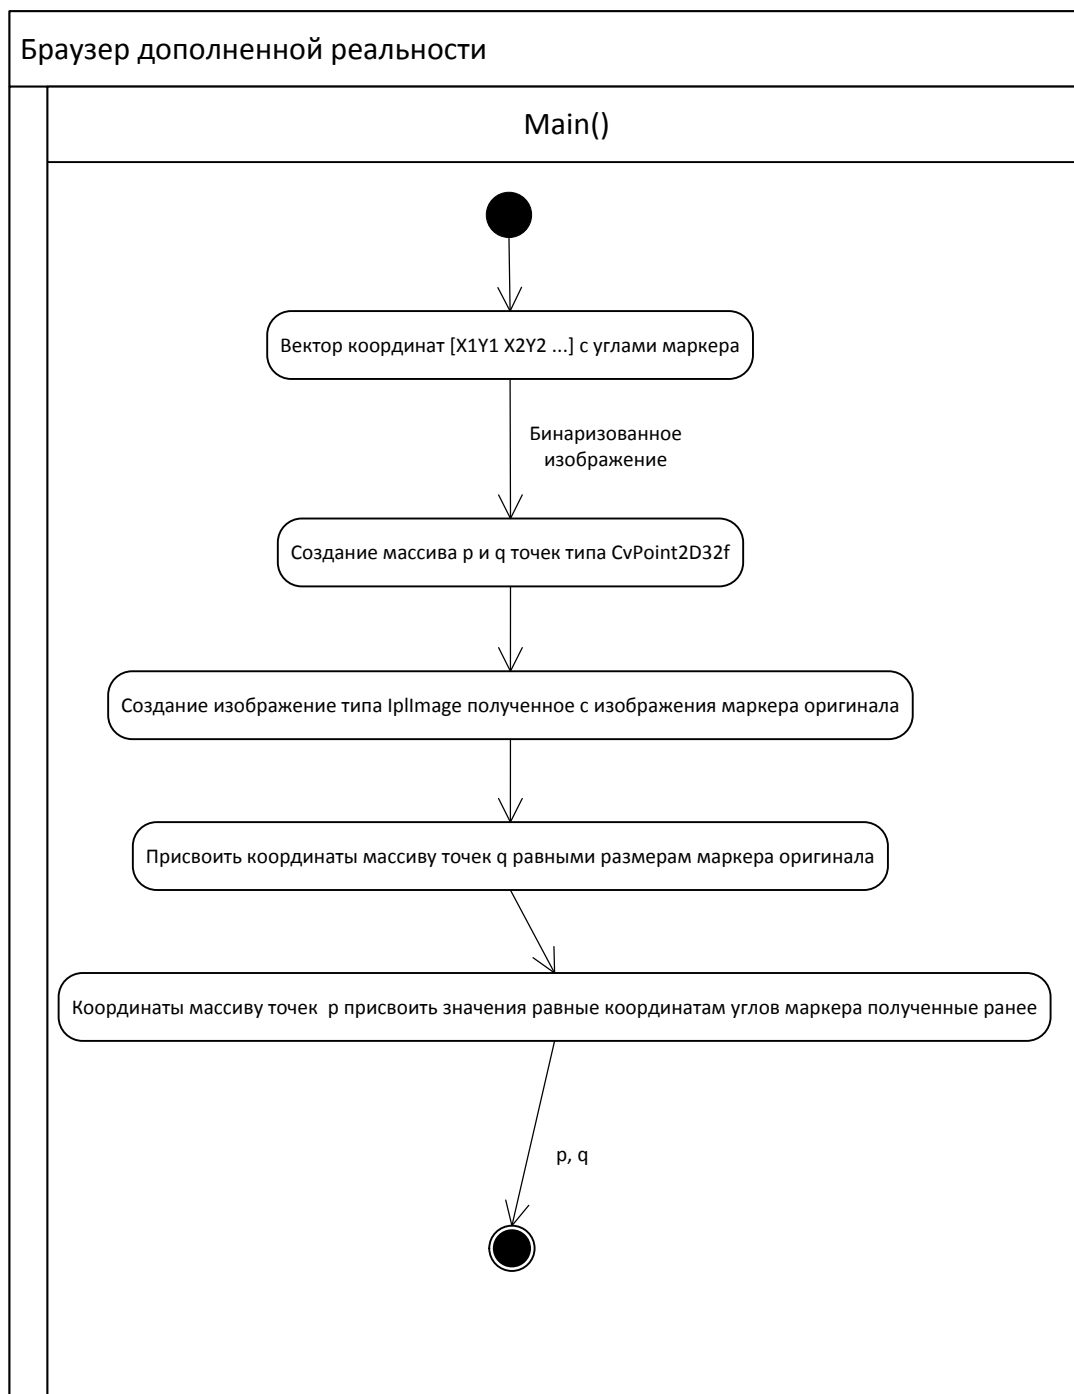 Браузер дополненной реальности
Main()
Вектор координат [X1Y1 X2Y2 ...] с углами маркера
Бинаризованное
изображение
Создание массива p и q точек типа CvPoint2D32f
Создание изображение типа IplImage полученное с изображения маркера оригинала
Присвоить координаты массиву точек q равными размерам маркера оригинала
Координаты массиву точек  p присвоить значения равные координатам углов маркера полученные ранее
p, q